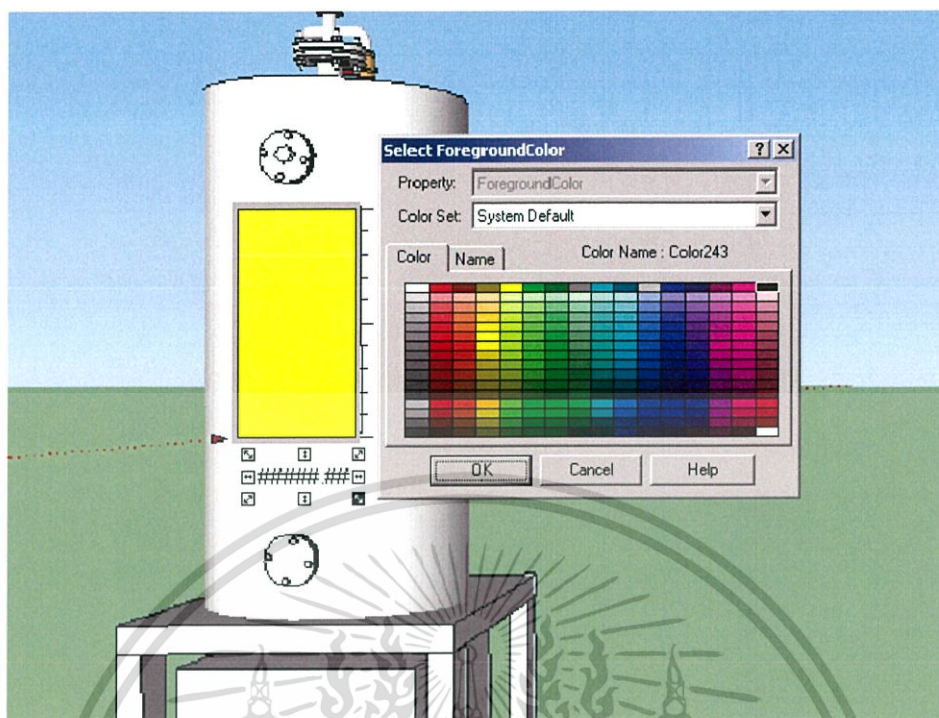 Select ForegroundColor
Property: ForegroundColor
Color Set: System Default
Color Name : Color243
Color
Name
#######.##
OK
Cancel
Help